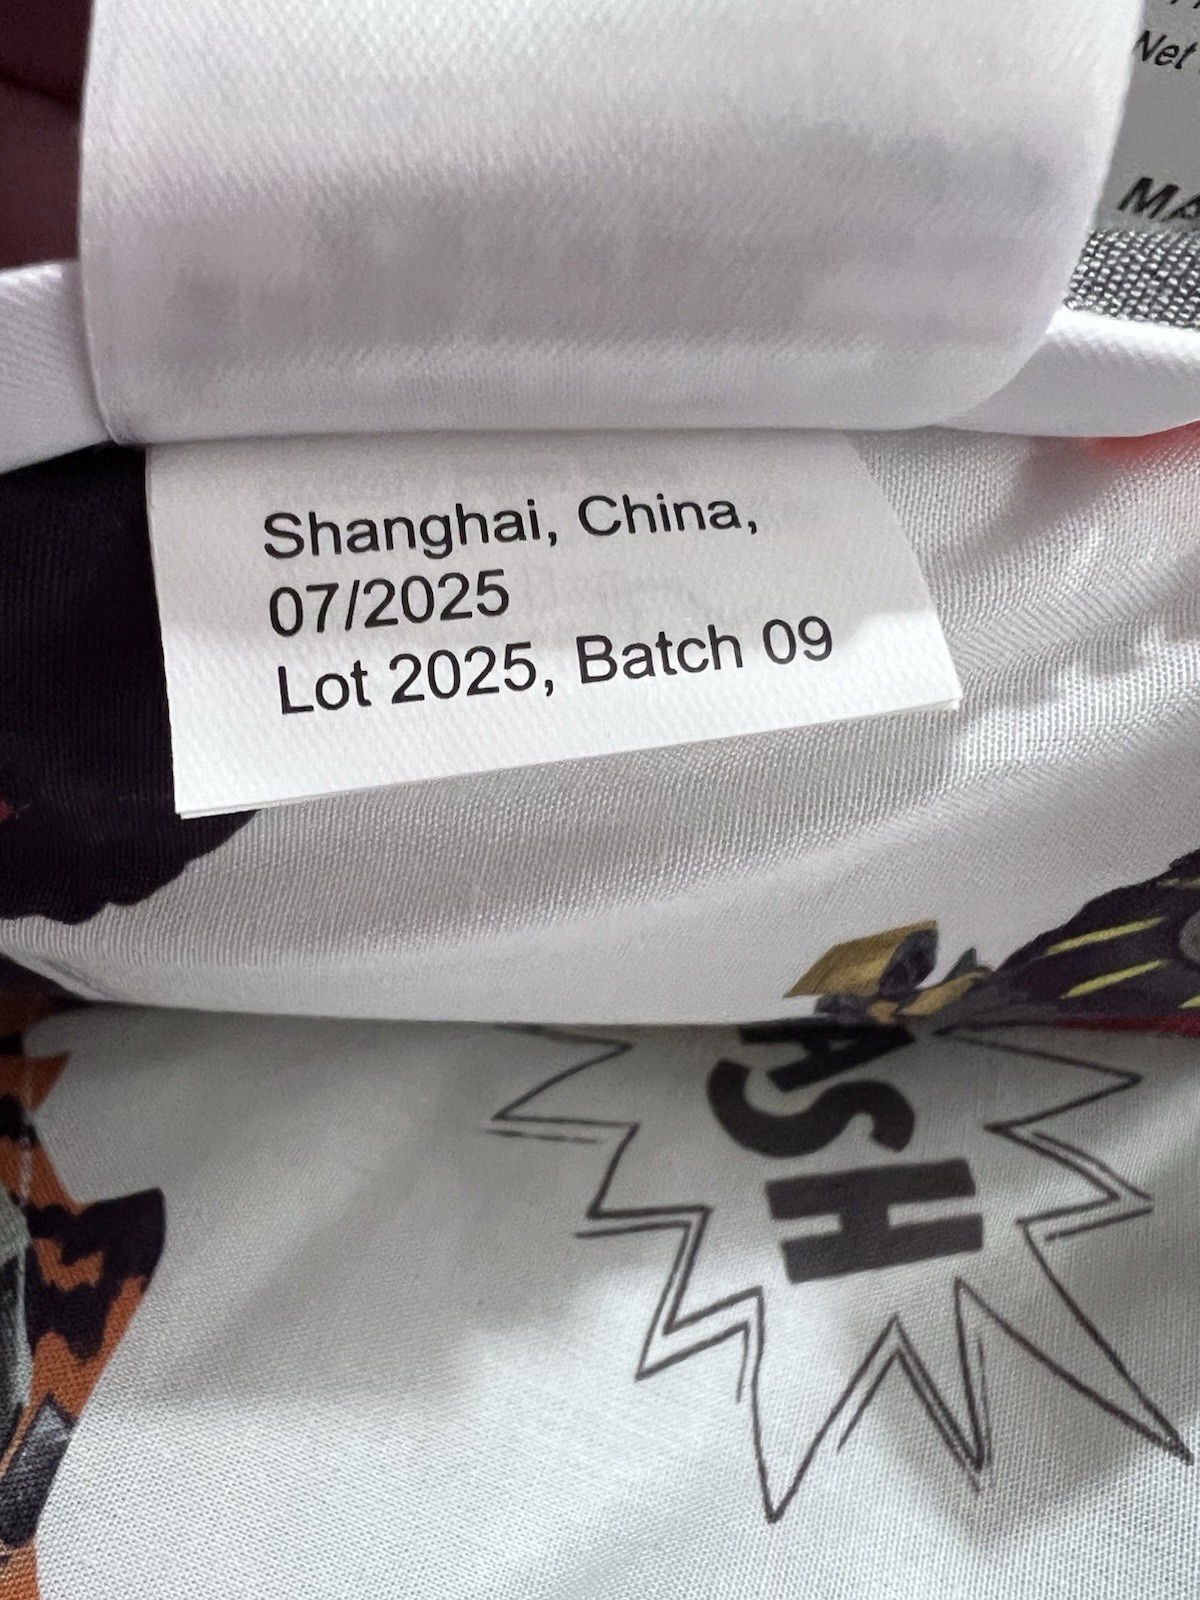 Net
MA
Shanghai, China,
07/2025
Lot 2025, Batch 09
ASH